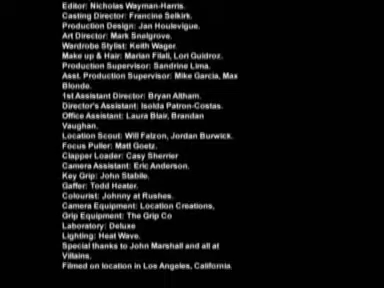 Editor: Nicholas Wayman-Harris.
Casting Director: Francine Selkirk.
Production Design: Jan Houlevigue.
Art Director: Mark Snelgrove.
Wardrobe Stylist: Keith Wager.
Make up & Hair: Marian Filali, Lori Guidroz.
Production Supervisor: Sandrine Lima.
Asst. Production Supervisor: Mike Garcia, Max
Blondo.
1st Assistant Director: Bryan Altham.
Director's Assistant: Isolda Patron-Costas.
Office Assistant: Laura Blair, Brandan
Vaughan.
Location Scout: Will Falzon, Jordan Burwick.
Focus Puller: Matt Goetz.
Clapper Loader: Casy Sherrier
Camera Assistant: Eric Anderson.
Key Grip: John Stabile.
Gaffer: Todd Heater.
Colourist: Johnny at Rushes.
Camera Equipment: Location Creations,
Grip Equipment: The Grip Co
Laboratory: Deluxe
Lighting: Heat Wave.
Special thanks to John Marshall and all at
Villains.
Filmed on location in Los Angeles, California.